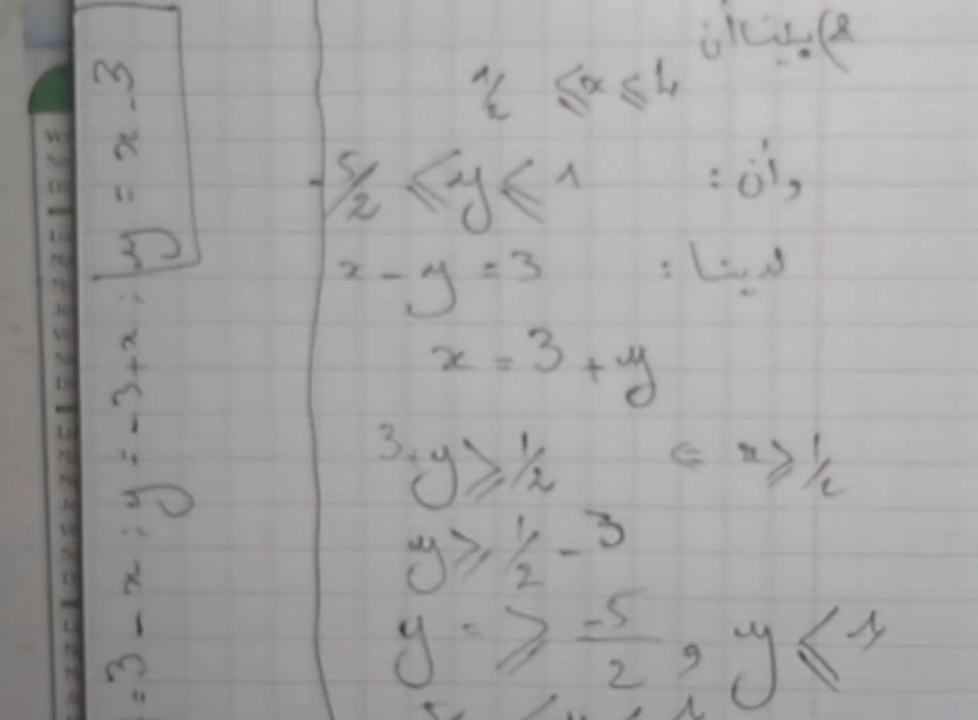 2) بين أن
1/2 ⩽ x ⩽ 4
وأن : -5/2 ⩽ y ⩽ 1
لدينا : x - y = 3
x = 3 + y
x ⩾ 1/2 ⇐ 3+y ⩾ 1/2
y ⩾ 1/2 - 3
y = ⩾ -5/2 , y ⩽ 1
= 3 - x ; y = -3 + x ; y = x - 3